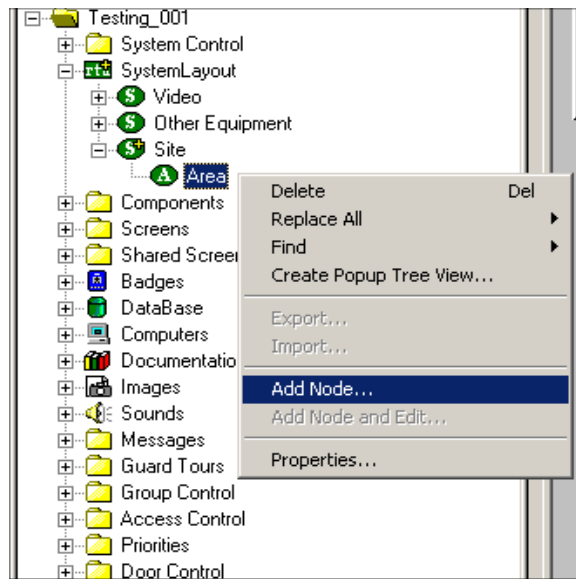 Testing_001
System Control
rtu SystemLayout
S Video
S Other Equipment
S Site
A Area
Components
Screens
Shared Screen
Badges
DataBase
Computers
Documentatio
Images
Sounds
Messages
Guard Tours
Group Control
Access Control
Priorities
Door Control
Delete Del
Replace All
Find
Create Popup Tree View...
Export...
Import...
Add Node...
Add Node and Edit...
Properties...